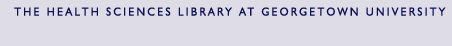 THE HEALTH SCIENCES LIBRARY AT GEORGETOWN UNIVERSITY